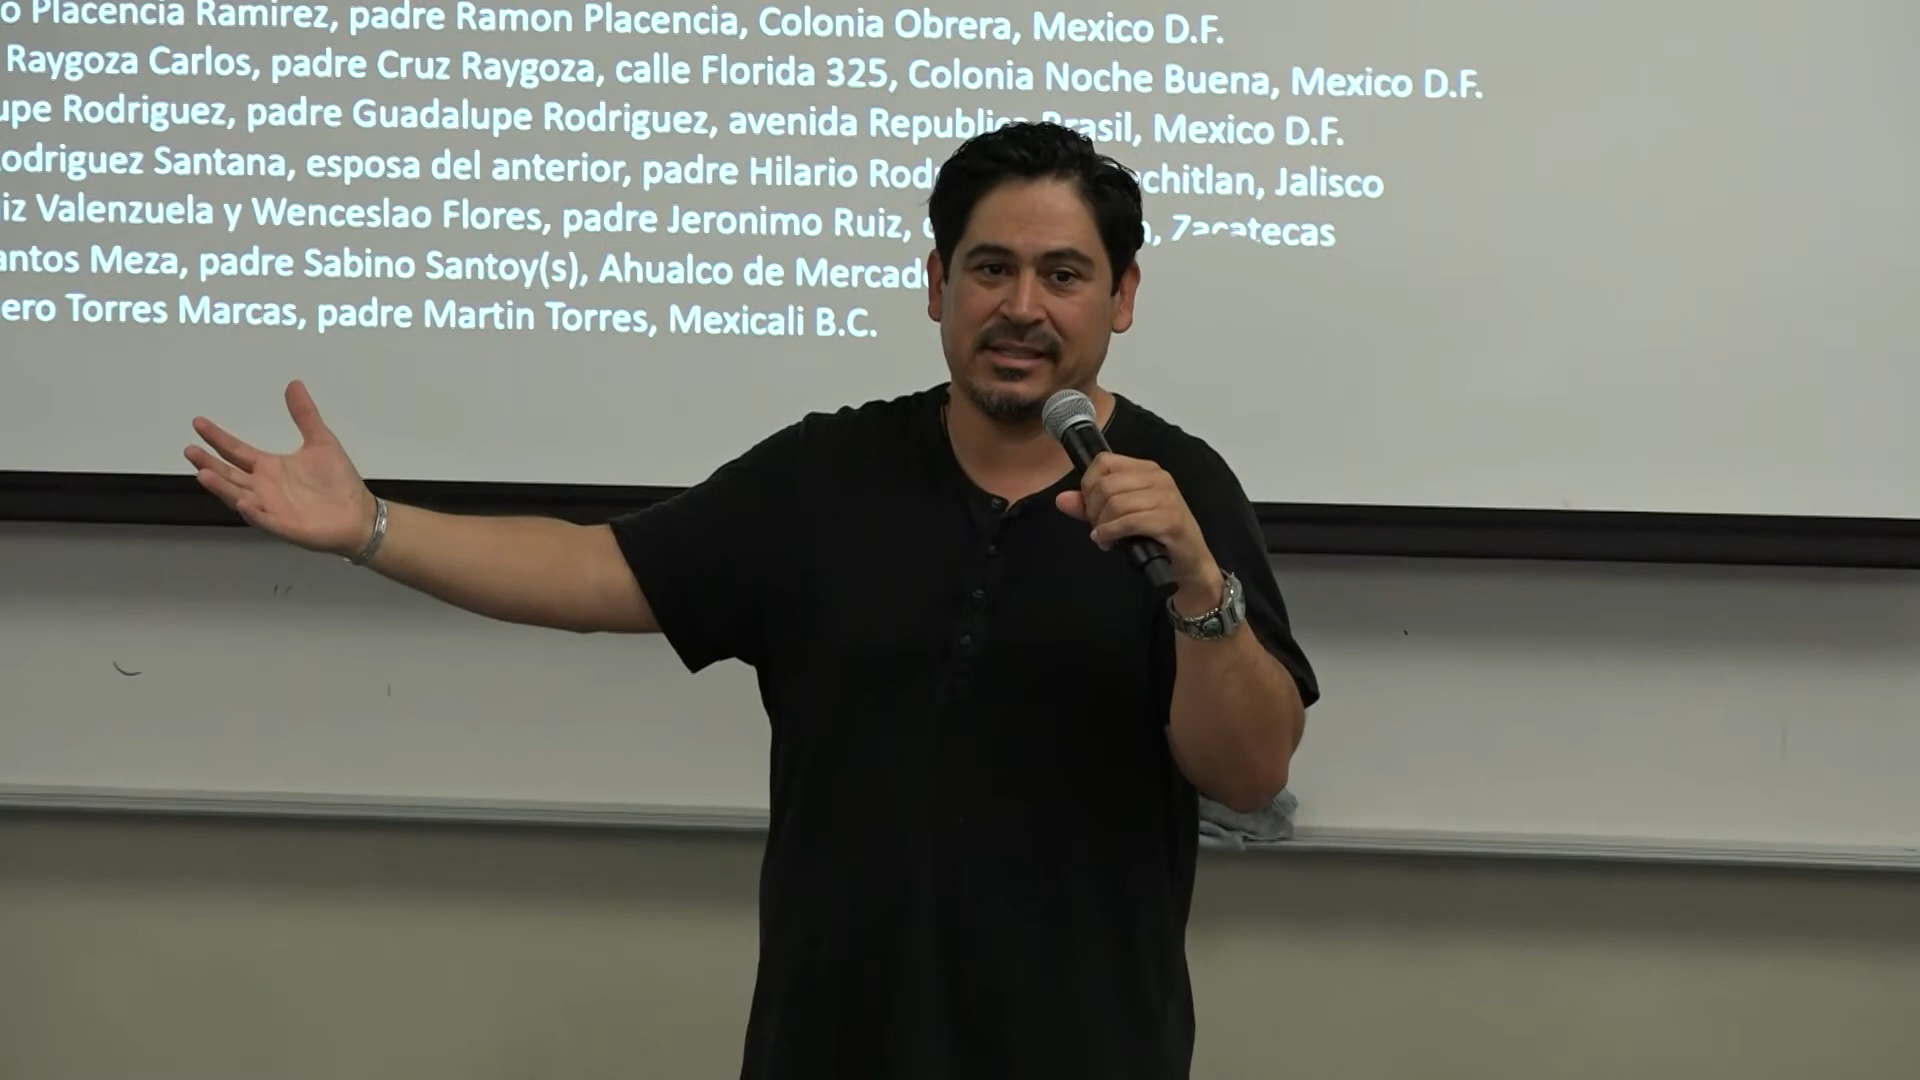 o Placencia Ramirez, padre Ramon Placencia, Colonia Obrera, Mexico D.F.
Raygoza Carlos, padre Cruz Raygoza, calle Florida 325, Colonia Noche Buena, Mexico D.F.
upe Rodriguez, padre Guadalupe Rodriguez, avenida Republic Brasil, Mexico D.F.
odriguez Santana, esposa del anterior, padre Hilario Rod chitlan, Jalisco
iz Valenzuela y Wenceslao Flores, padre Jeronimo Ruiz, , Zacatecas
antos Meza, padre Sabino Santoy(s), Ahualco de Mercad
ero Torres Marcas, padre Martin Torres, Mexicali B.C.